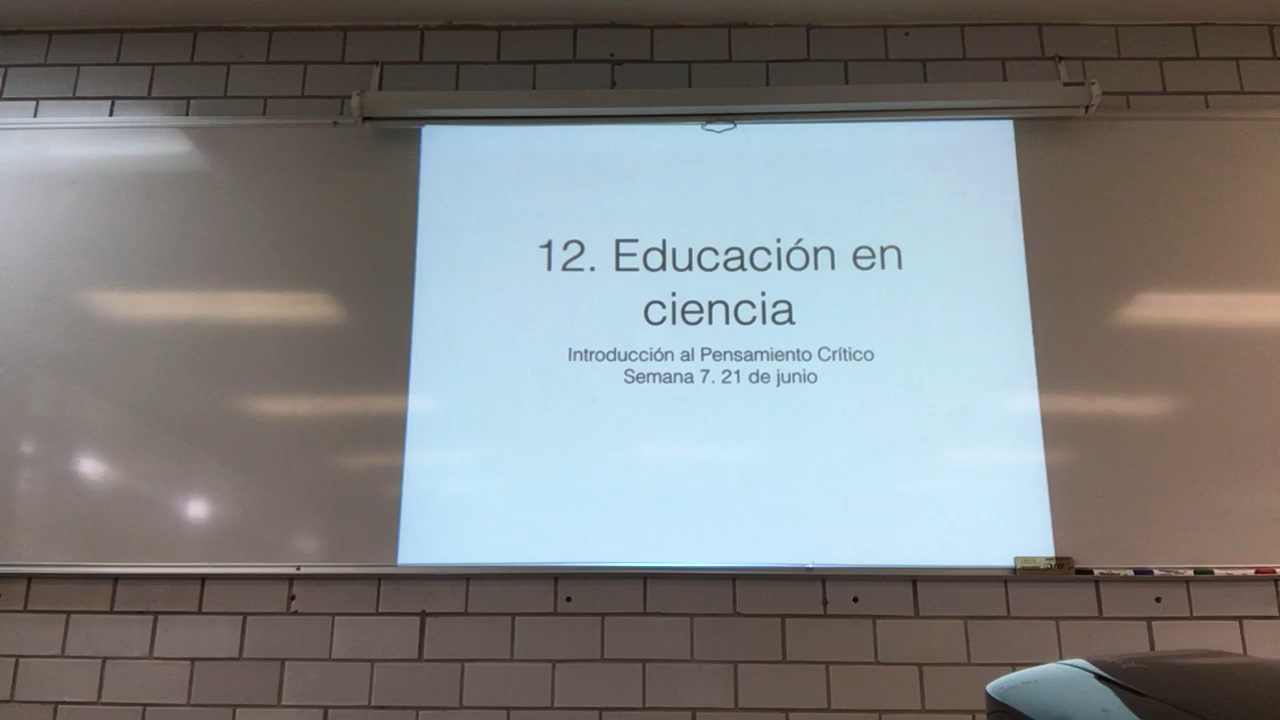 12. Educación en
ciencia
Introducción al Pensamiento Crítico
Semana 7. 21 de junio